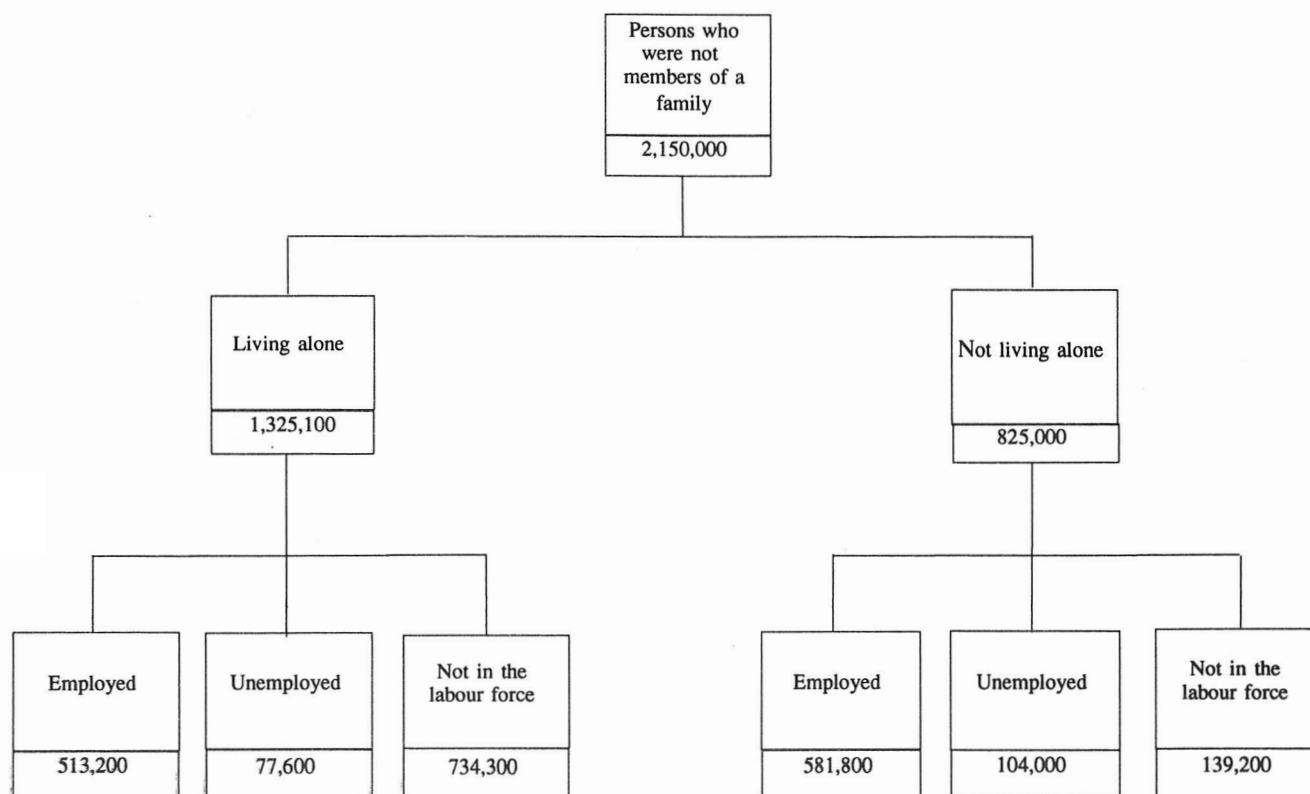 Persons who
were not
members of a
family
2,150,000
Living alone
1,325,100
Not living alone
825,000
Employed
513,200
Unemployed
77,600
Not in the
labour force
734,300
Employed
581,800
Unemployed
104,000
Not in the
labour force
139,200